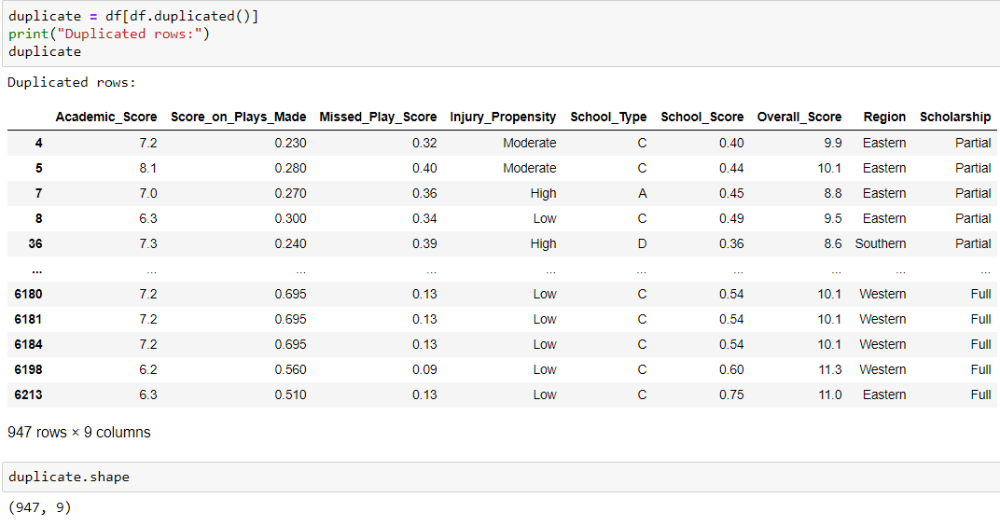 duplicate = df[df.duplicated()]
print("Duplicated rows:")
duplicate
Duplicated rows:
Academic_Score Score_on_Plays_Made Missed_Play_Score Injury_Propensity School_Type School_Score Overall_Score Region Scholarship
4 7.2 0.230 0.32 Moderate C 0.40 9.9 Eastern Partial
5 8.1 0.280 0.40 Moderate C 0.44 10.1 Eastern Partial
7 7.0 0.270 0.36 High A 0.45 8.8 Eastern Partial
8 6.3 0.300 0.34 Low C 0.49 9.5 Eastern Partial
36 7.3 0.240 0.39 High D 0.36 8.6 Southern Partial
... ... ... ... ... ... ... ... ... ...
6180 7.2 0.695 0.13 Low C 0.54 10.1 Western Full
6181 7.2 0.695 0.13 Low C 0.54 10.1 Western Full
6184 7.2 0.695 0.13 Low C 0.54 10.1 Western Full
6198 6.2 0.560 0.09 Low C 0.60 11.3 Western Full
6213 6.3 0.510 0.13 Low C 0.75 11.0 Eastern Full
947 rows × 9 columns
duplicate.shape
(947, 9)